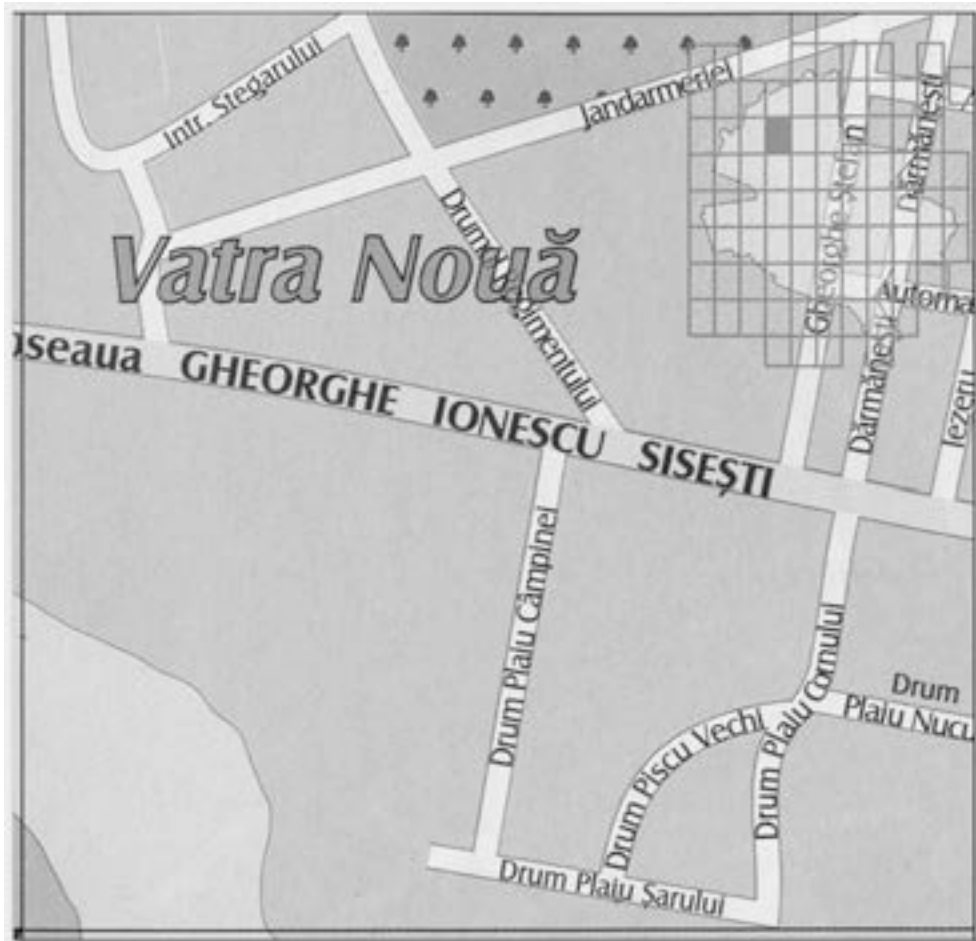 Intr. Stegarului
Jandarmeriei
Gheorghe Ștefan
Dărmănești
Vatra Nouă
Drumul Regimentului
Automa
oseaua GHEORGHE IONESCU SISEȘTI
Dărmănești
Iezeru
Drum Plaiu Câmpinei
Drum Plaiu Cornului
Drum
Plaiu Nucu
Drum Piscu Vechi
Drum Plaiu Șarului